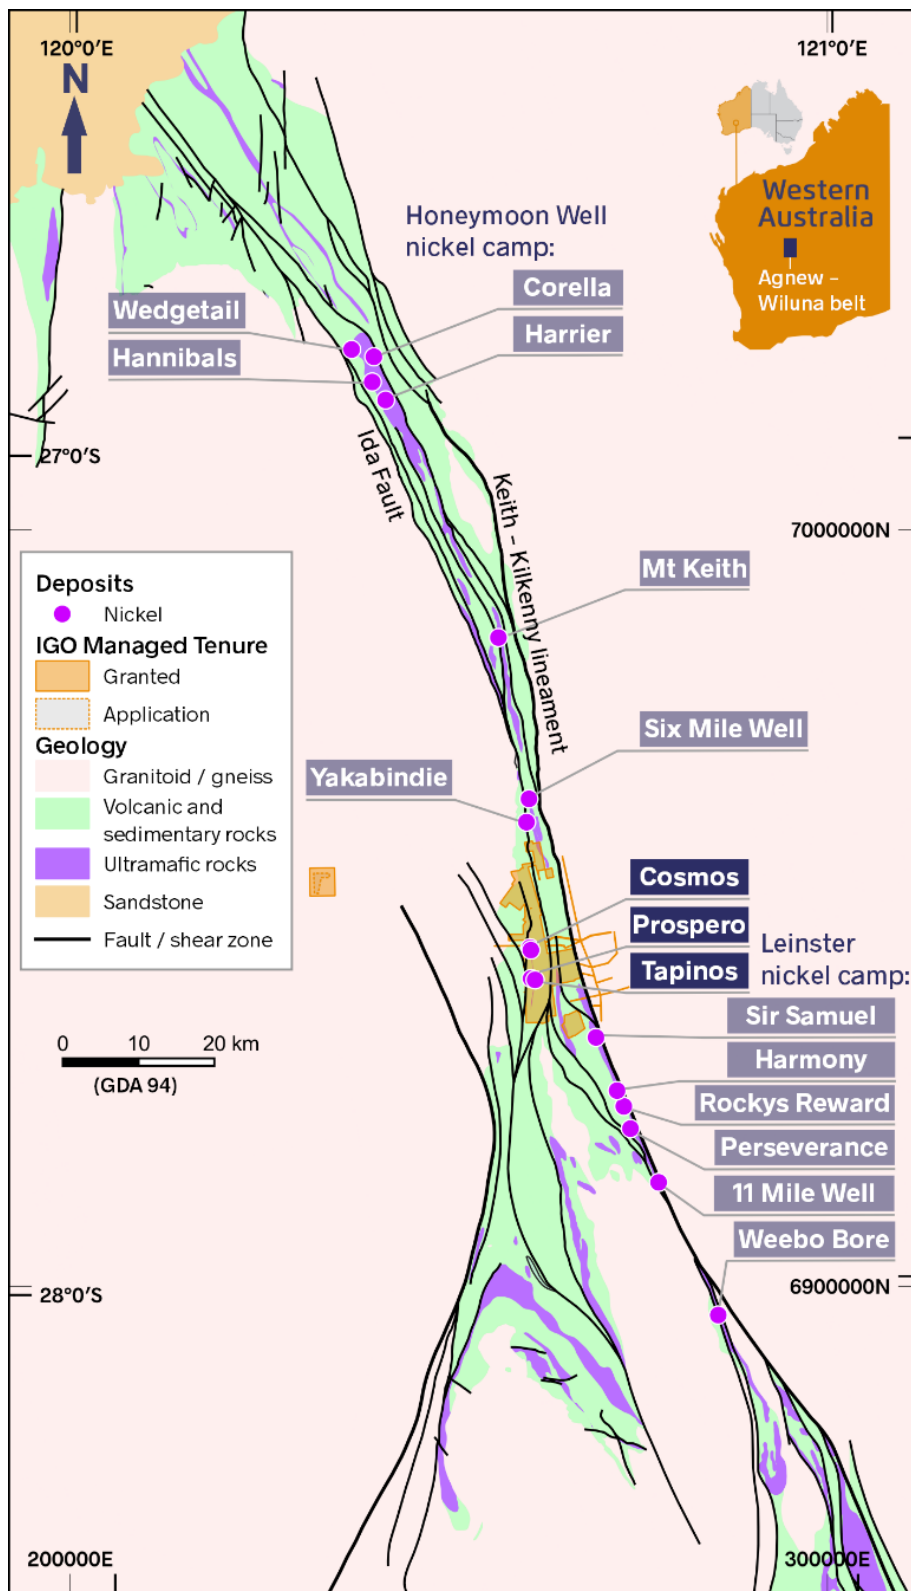 120°0'E
121°0'E
N
Western
Australia
Agnew –
Wiluna belt
Honeymoon Well
nickel camp:
Corella
Wedgetail
Harrier
Hannibals
Ida Fault
27°0'S
Keith – Kilkenny lineament
7000000N
Mt Keith
Deposits
Nickel
IGO Managed Tenure
Granted
Application
Geology
Granitoid / gneiss
Volcanic and
sedimentary rocks
Ultramafic rocks
Sandstone
Fault / shear zone
Six Mile Well
Yakabindie
Cosmos
Prospero
Tapinos
Leinster
nickel camp:
Sir Samuel
Harmony
Rockys Reward
Perseverance
11 Mile Well
Weebo Bore
0 10 20 km
(GDA 94)
28°0'S
6900000N
200000E
300000E